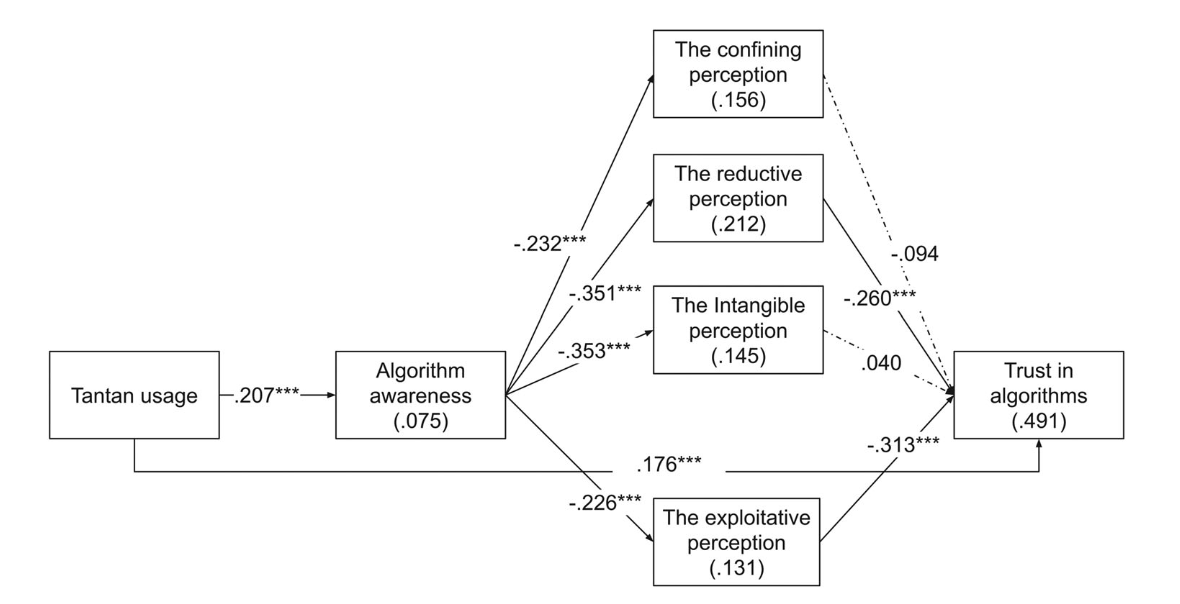 The confining
perception
(.156)
The reductive
perception
(.212)
-.232***
-.094
-.351***
-.260***
The Intangible
perception
(.145)
-.353***
.040
Tantan usage
.207***
Algorithm
awareness
(.075)
Trust in
algorithms
(.491)
-.313***
.176***
-.226***
The exploitative
perception
(.131)